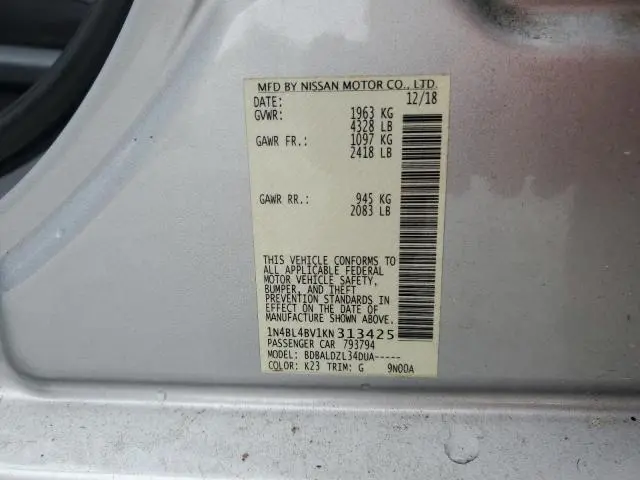 MFD BY NISSAN MOTOR CO., LTD.
DATE: 12/18
GVWR: 1963 KG
4328 LB
GAWR FR.: 1097 KG
2418 LB
GAWR RR.: 945 KG
2083 LB
THIS VEHICLE CONFORMS TO
ALL APPLICABLE FEDERAL
MOTOR VEHICLE SAFETY,
BUMPER, AND THEFT
PREVENTION STANDARDS IN
EFFECT ON THE DATE OF
MANUFACTURE SHOWN ABOVE.
1N4BL4BV1KN313425
PASSENGER CAR 793794
MODEL: BDBALDZL34DUA-----
COLOR: K23 TRIM: G 9N00A